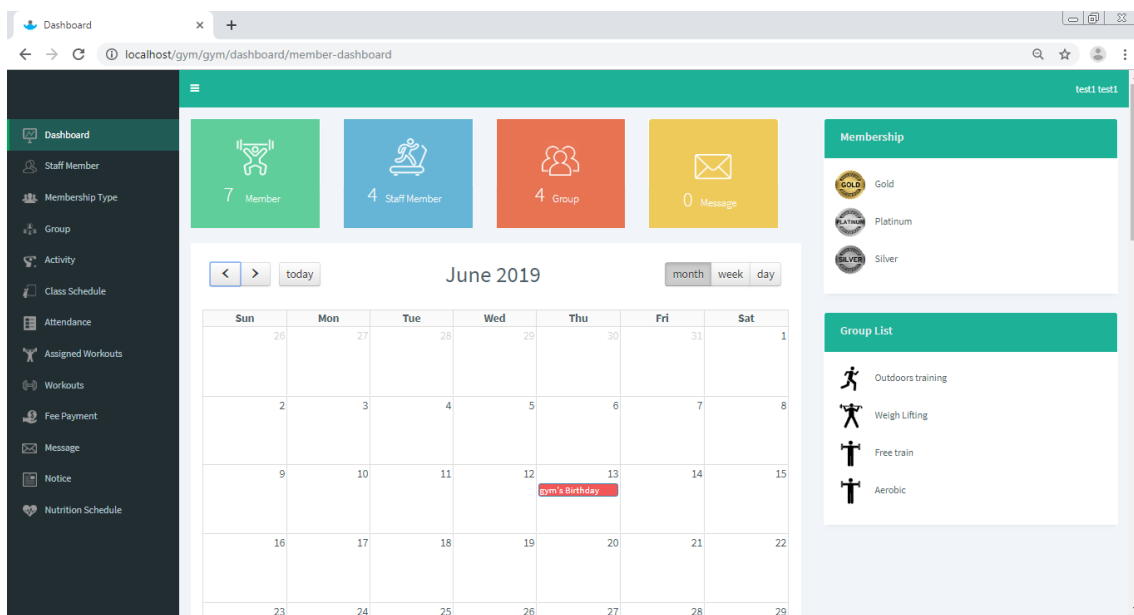 Dashboard
localhost/gym/gym/dashboard/member-dashboard
test1 test1
Dashboard
Staff Member
Membership Type
Group
Activity
Class Schedule
Attendance
Assigned Workouts
Workouts
Fee Payment
Message
Notice
Nutrition Schedule
7 Member
4 Staff Member
4 Group
0 Message
today
June 2019
month week day
Sun Mon Tue Wed Thu Fri Sat
26 27 28 29 30 31 1
2 3 4 5 6 7 8
9 10 11 12 13 14 15
gym's Birthday
16 17 18 19 20 21 22
23 24 25 26 27 28 29
Membership
GOLD Gold
PLATINUM Platinum
SILVER Silver
Group List
Outdoors training
Weigh Lifting
Free train
Aerobic